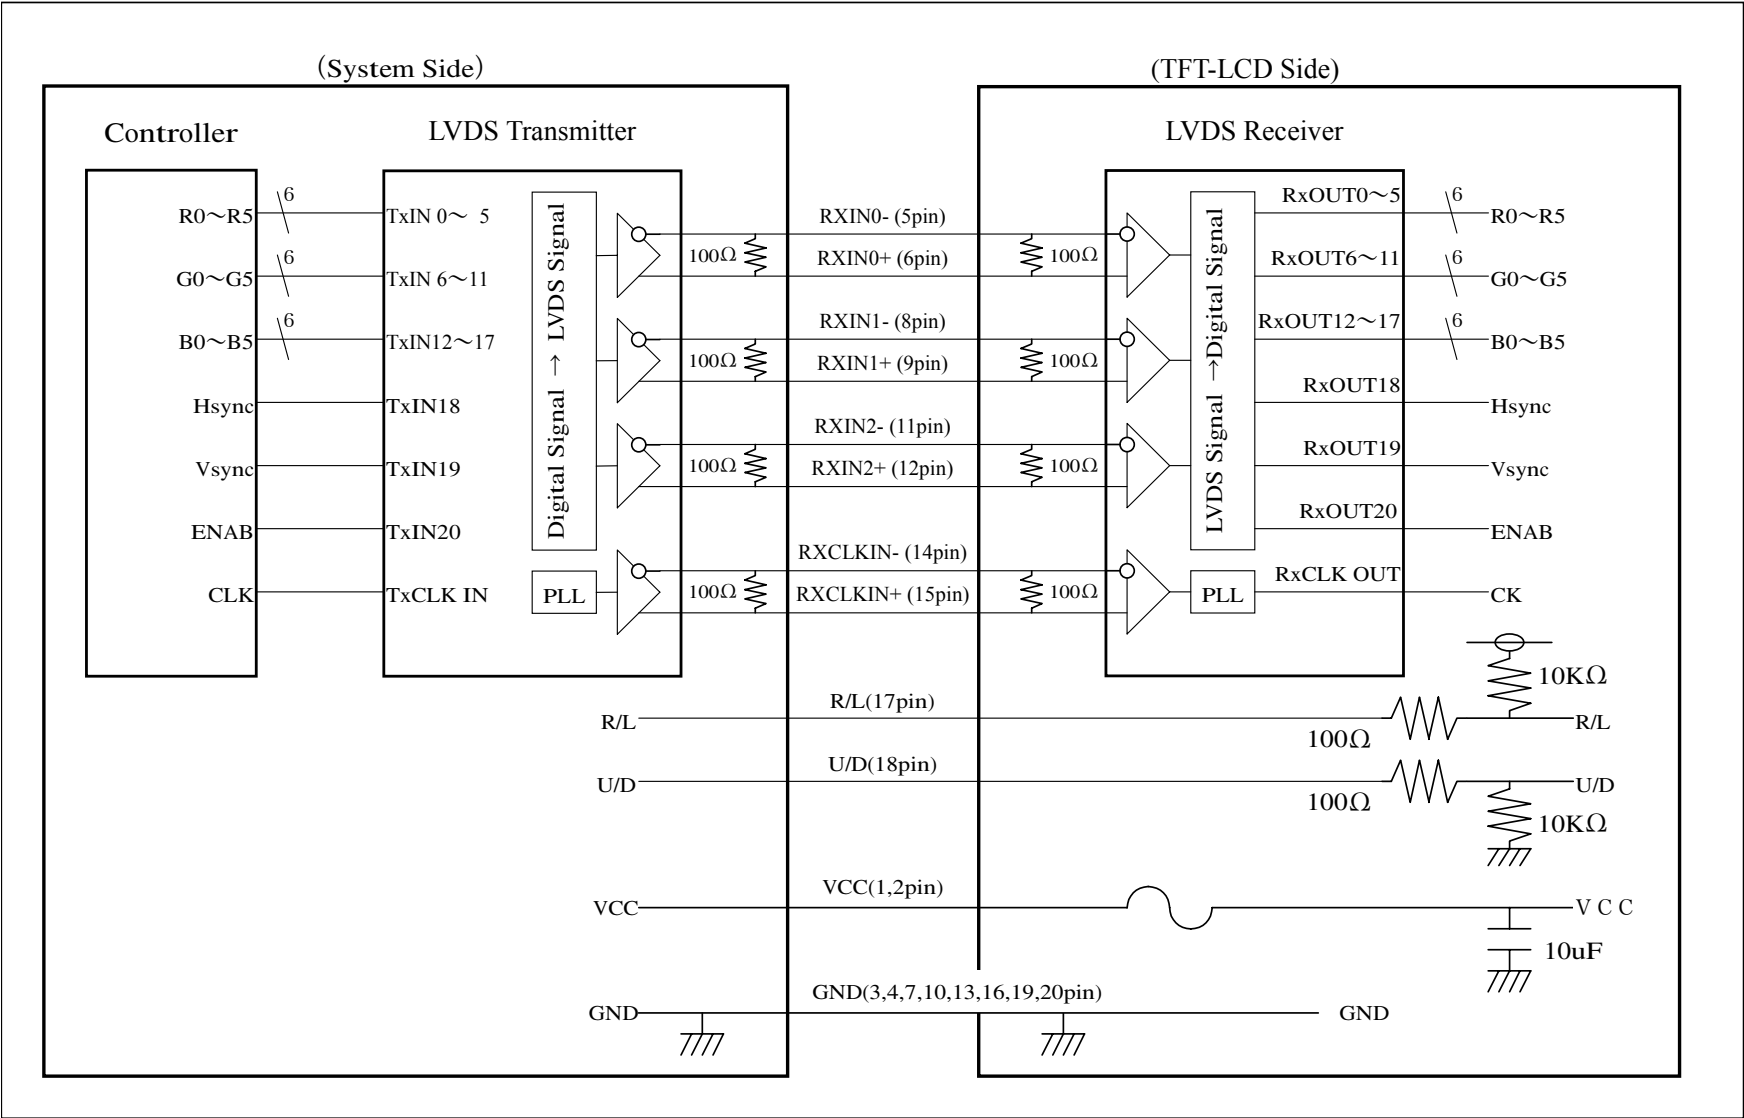 (System Side)
(TFT-LCD Side)
Controller
LVDS Transmitter
LVDS Receiver
R0～R5
6
TxIN 0～ 5
G0～G5
6
TxIN 6～11
B0～B5
6
TxIN12～17
Hsync
TxIN18
Vsync
TxIN19
ENAB
TxIN20
CLK
TxCLK IN
Digital Signal → LVDS Signal
PLL
100Ω
RXIN0- (5pin)
RXIN0+ (6pin)
100Ω
100Ω
RXIN1- (8pin)
RXIN1+ (9pin)
100Ω
100Ω
RXIN2- (11pin)
RXIN2+ (12pin)
100Ω
100Ω
RXCLKIN- (14pin)
RXCLKIN+ (15pin)
100Ω
LVDS Signal →Digital Signal
PLL
RxOUT0～5
6
R0～R5
RxOUT6～11
6
G0～G5
RxOUT12～17
6
B0～B5
RxOUT18
Hsync
RxOUT19
Vsync
RxOUT20
ENAB
RxCLK OUT
CK
10KΩ
R/L
R/L(17pin)
100Ω
R/L
U/D
U/D(18pin)
100Ω
U/D
10KΩ
VCC
VCC(1,2pin)
ＶＣＣ
10uF
GND
GND(3,4,7,10,13,16,19,20pin)
GND